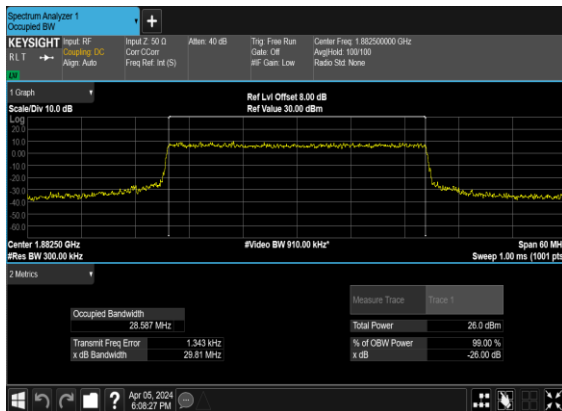 Spectrum Analyzer 1
Occupied BW
KEYSIGHT Input: RF Input Z: 50 Ω Atten: 40 dB Trig: Free Run Center Freq: 1.882500000 GHz
RLT Coupling: DC Corr CCorr Gate: Off Avg|Hold: 100/100
Align: Auto Freq Ref: Int (S) #IF Gain: Low Radio Std: None
1 Graph
Ref Lvl Offset 8.00 dB
Scale/Div 10.0 dB Ref Value 30.00 dBm
Log
20.0
10.0
0.00
-10.0
-20.0
-30.0
-40.0
-50.0
-60.0
Center 1.88250 GHz #Video BW 910.00 kHz* Span 60 MH
#Res BW 300.00 kHz Sweep 1.00 ms (1001 pts
2 Metrics
Measure Trace Trace 1
Occupied Bandwidth
28.587 MHz Total Power 26.0 dBm
Transmit Freq Error 1.343 kHz % of OBW Power 99.00 %
x dB Bandwidth 29.81 MHz x dB -26.00 dB
? Apr 05, 2024
6:08:27 PM